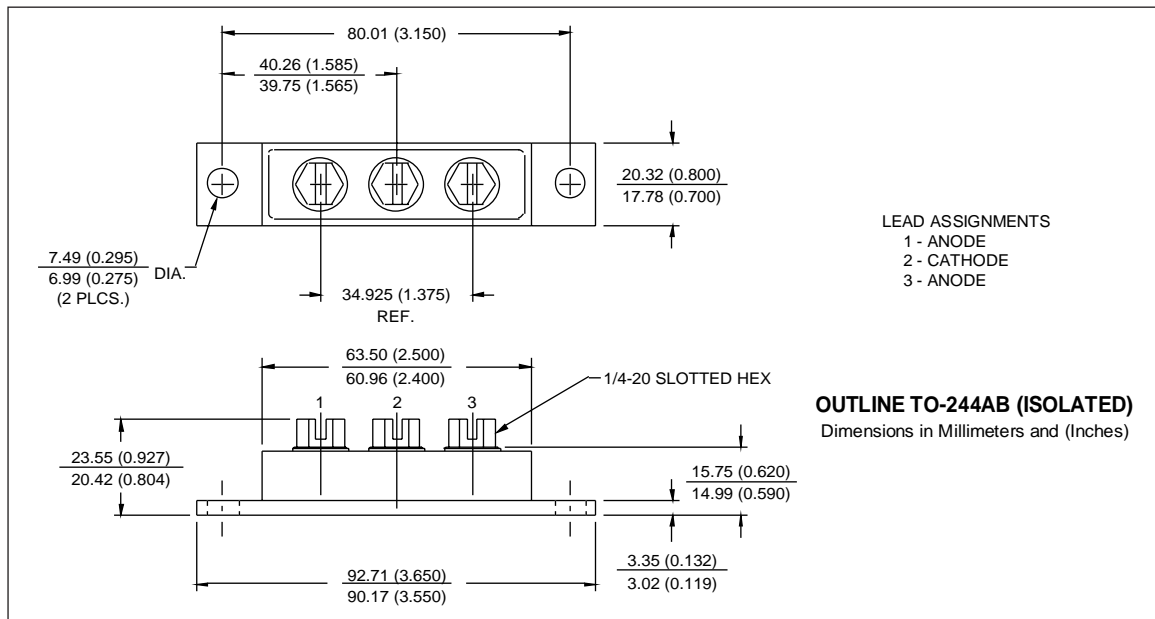 80.01 (3.150)
40.26 (1.585)
39.75 (1.565)
20.32 (0.800)
17.78 (0.700)
LEAD ASSIGNMENTS
1 - ANODE
2 - CATHODE
3 - ANODE
7.49 (0.295)
6.99 (0.275)
DIA.
(2 PLCS.)
34.925 (1.375)
REF.
63.50 (2.500)
60.96 (2.400)
1/4-20 SLOTTED HEX
1 2 3
OUTLINE TO-244AB (ISOLATED)
Dimensions in Millimeters and (Inches)
23.55 (0.927)
20.42 (0.804)
15.75 (0.620)
14.99 (0.590)
3.35 (0.132)
3.02 (0.119)
92.71 (3.650)
90.17 (3.550)